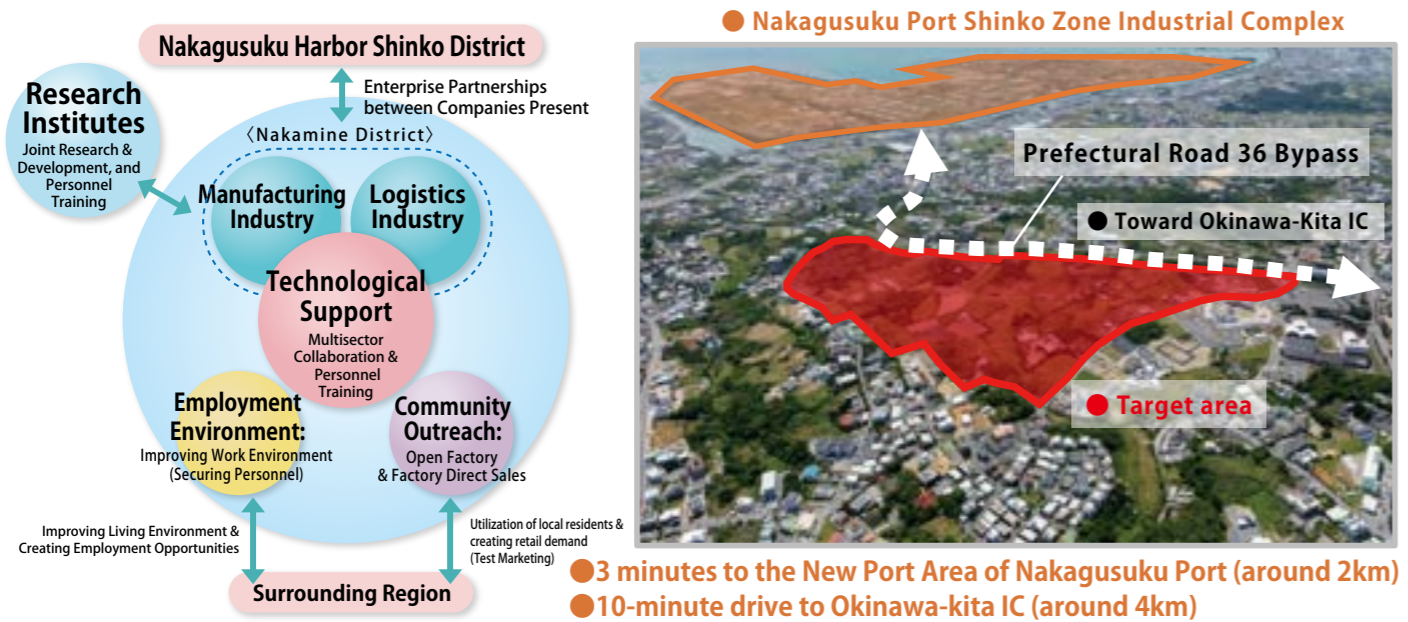 Nakagusuku Harbor Shinko District
Enterprise Partnerships
between Companies Present
Research
Institutes
Joint Research &
Development, and
Personnel
Training
〈Nakamine District〉
Manufacturing
Industry
Logistics
Industry
Technological
Support
Multisector
Collaboration &
Personnel
Training
Employment
Environment:
Improving Work Environment
(Securing Personnel)
Community
Outreach:
Open Factory
& Factory Direct Sales
Improving Living Environment &
Creating Employment Opportunities
Utilization of local residents &
creating retail demand
(Test Marketing)
Surrounding Region
● Nakagusuku Port Shinko Zone Industrial Complex
Prefectural Road 36 Bypass
● Toward Okinawa-Kita IC
● Target area
●3 minutes to the New Port Area of Nakagusuku Port (around 2km)
●10-minute drive to Okinawa-kita IC (around 4km)